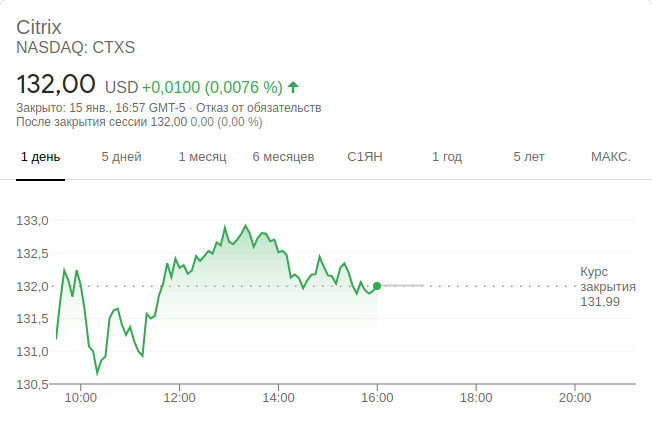 Citrix
NASDAQ: CTXS
132,00 USD +0,0100 (0,0076 %)
Закрыто: 15 янв., 16:57 GMT-5 · Отказ от обязательств
После закрытия сессии 132,00 0,00 (0,00 %)
1 день 5 дней 1 месяц 6 месяцев С1ЯН 1 год 5 лет МАКС.
133,0
132,5
132,0
131,5
131,0
130,5
Курс
закрытия
131,99
10:00 12:00 14:00 16:00 18:00 20:00